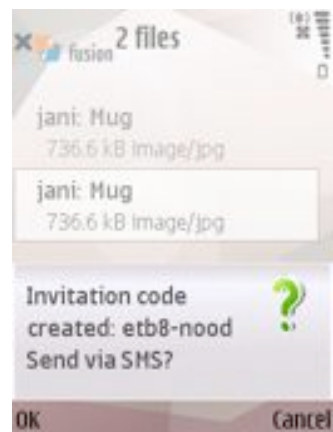 fusion 2 files
jani: Mug
736.6 kB image/jpg
jani: Mug
736.6 kB image/jpg
Invitation code
created: etb8-nood
Send via SMS?
OK Cancel